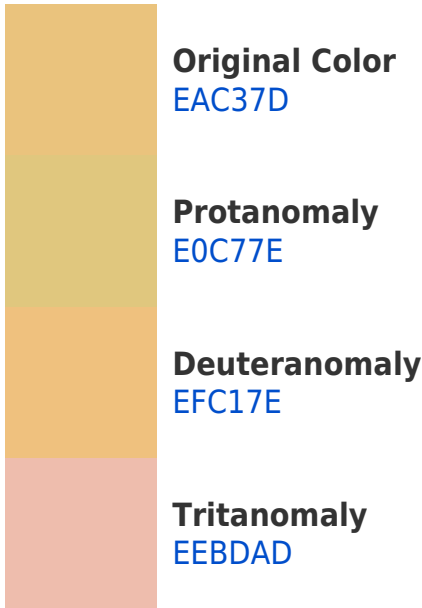 Original Color
EAC37D
Protanomaly
E0C77E
Deuteranomaly
EFC17E
Tritanomaly
EEBDAD